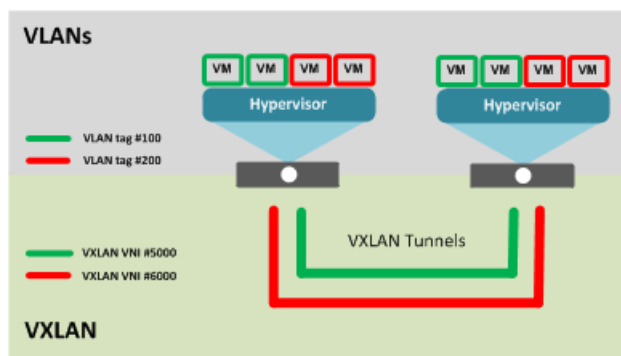 VLANs
VM VM VM VM
VM VM VM VM
Hypervisor
Hypervisor
VLAN tag #100
VLAN tag #200
VXLAN Tunnels
VXLAN VNI #5000
VXLAN VNI #6000
VXLAN